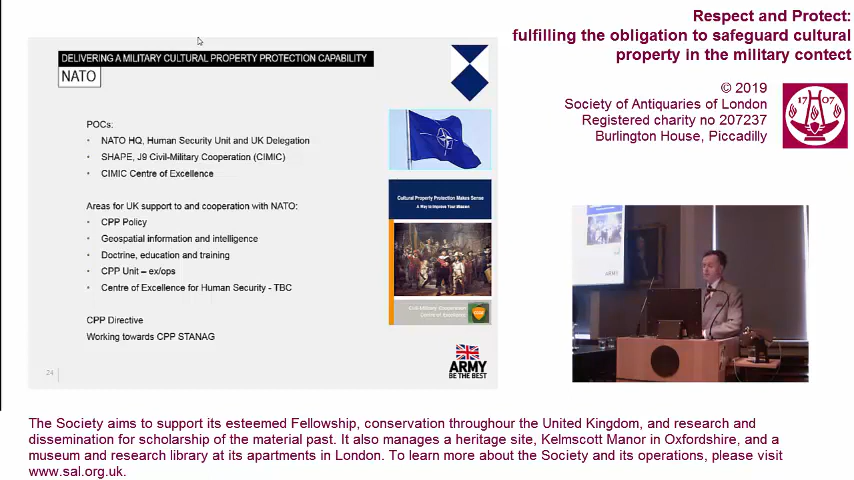 Respect and Protect:
fulfilling the obligation to safeguard cultural
property in the military contect
© 2019
Society of Antiquaries of London
Registered charity no 207237
Burlington House, Piccadilly
17 07
DELIVERING A MILITARY CULTURAL PROPERTY PROTECTION CAPABILITY
NATO
POCs:
• NATO HQ, Human Security Unit and UK Delegation
• SHAPE, J9 Civil-Military Cooperation (CIMIC)
• CIMIC Centre of Excellence
Areas for UK support to and cooperation with NATO:
• CPP Policy
• Geospatial information and intelligence
• Doctrine, education and training
• CPP Unit – ex/ops
• Centre of Excellence for Human Security - TBC
CPP Directive
Working towards CPP STANAG
Cultural Property Protection Makes Sense
A Way to Improve Your Mission
Civil-Military Cooperation
Centre of Excellence
24
ARMY
BE THE BEST
The Society aims to support its esteemed Fellowship, conservation throughour the United Kingdom, and research and
dissemination for scholarship of the material past. It also manages a heritage site, Kelmscott Manor in Oxfordshire, and a
museum and research library at its apartments in London. To learn more about the Society and its operations, please visit
www.sal.org.uk.